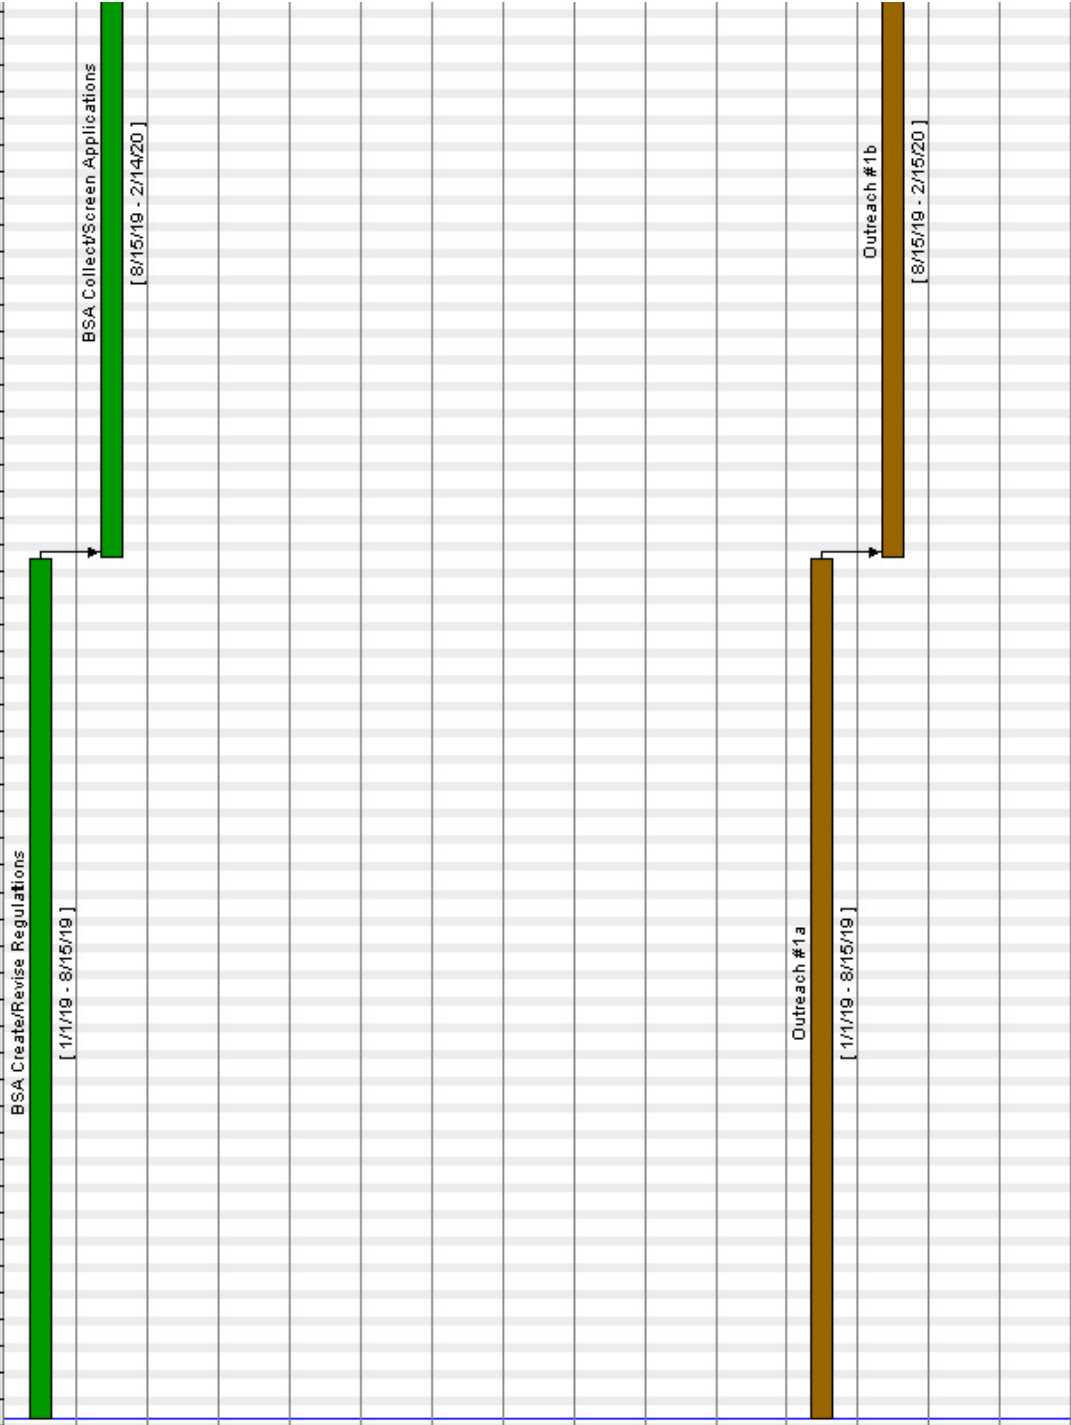 BSA Create/Revise Regulations
[ 1/1/19 - 8/15/19 ]
BSA Collect/Screen Applications
[ 8/15/19 - 2/14/20 ]
Outreach #1a
[ 1/1/19 - 8/15/19 ]
Outreach #1b
[ 8/15/19 - 2/15/20 ]